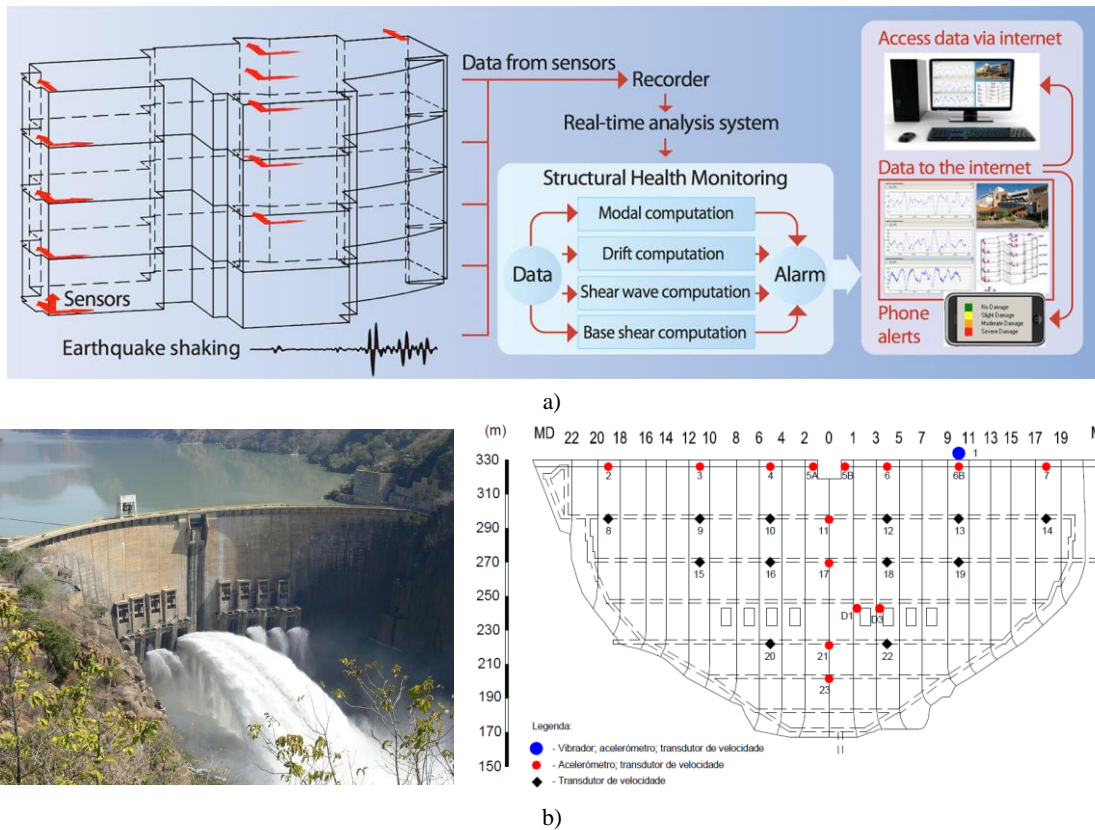 Access data via internet
Data from sensors
Recorder
Real-time analysis system
Structural Health Monitoring
Data to the internet
Modal computation
Drift computation
Data
Alarm
Shear wave computation
Base shear computation
Sensors
Phone
alerts
No Damage
Slight Damage
Moderate Damage
Severe Damage
Earthquake shaking
a)
(m) MD 22 20 18 12 10 8 6 4 2 0 1 3 5 7 9 11 13 15 17 19 M
330
310
290
270
250
230
210
190
170
150
1
2 3 4 5A 5B 6 6B 7
8 9 10 11 12 13 14
15 16 17 18 19
D1 D3
20 21 22
23
Legenda:
- Vibrador; acelerómetro; transdutor de velocidade
- Acelerómetro; transdutor de velocidade
- Transdutor de velocidade
b)